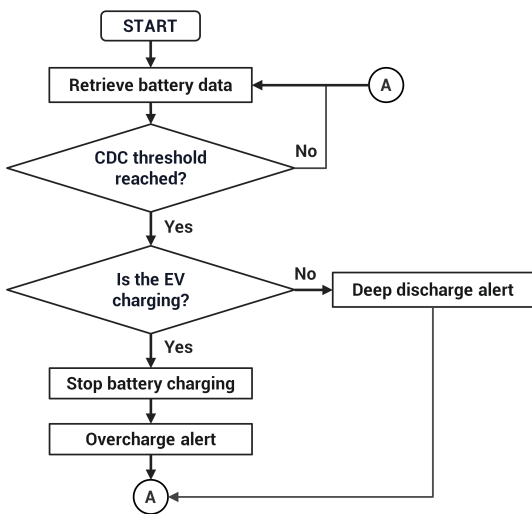 START
Retrieve battery data
A
CDC threshold
reached?
No
Yes
Is the EV
charging?
No
Deep discharge alert
Yes
Stop battery charging
Overcharge alert
A